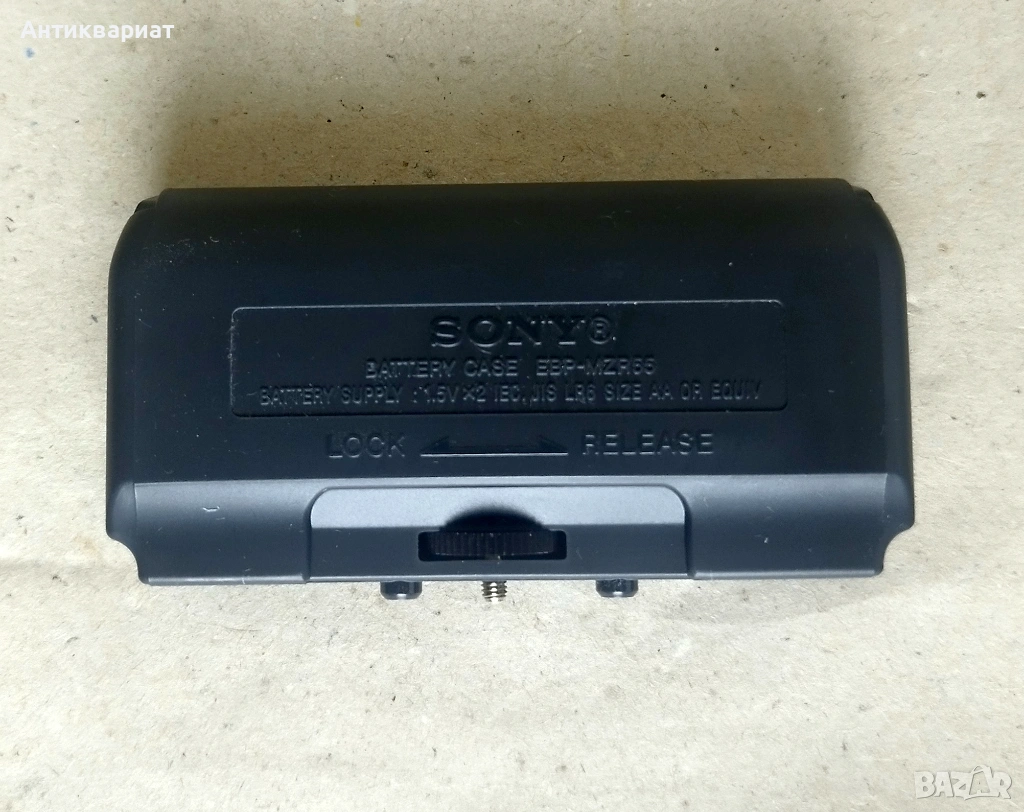 Антиквариат
SONY®
BATTERY CASE EBP-MZR55
BATTERY SUPPLY : 1.5V×2 IEC, JIS LR6 SIZE AA OR EQUIV
LOCK RELEASE
BAZAR